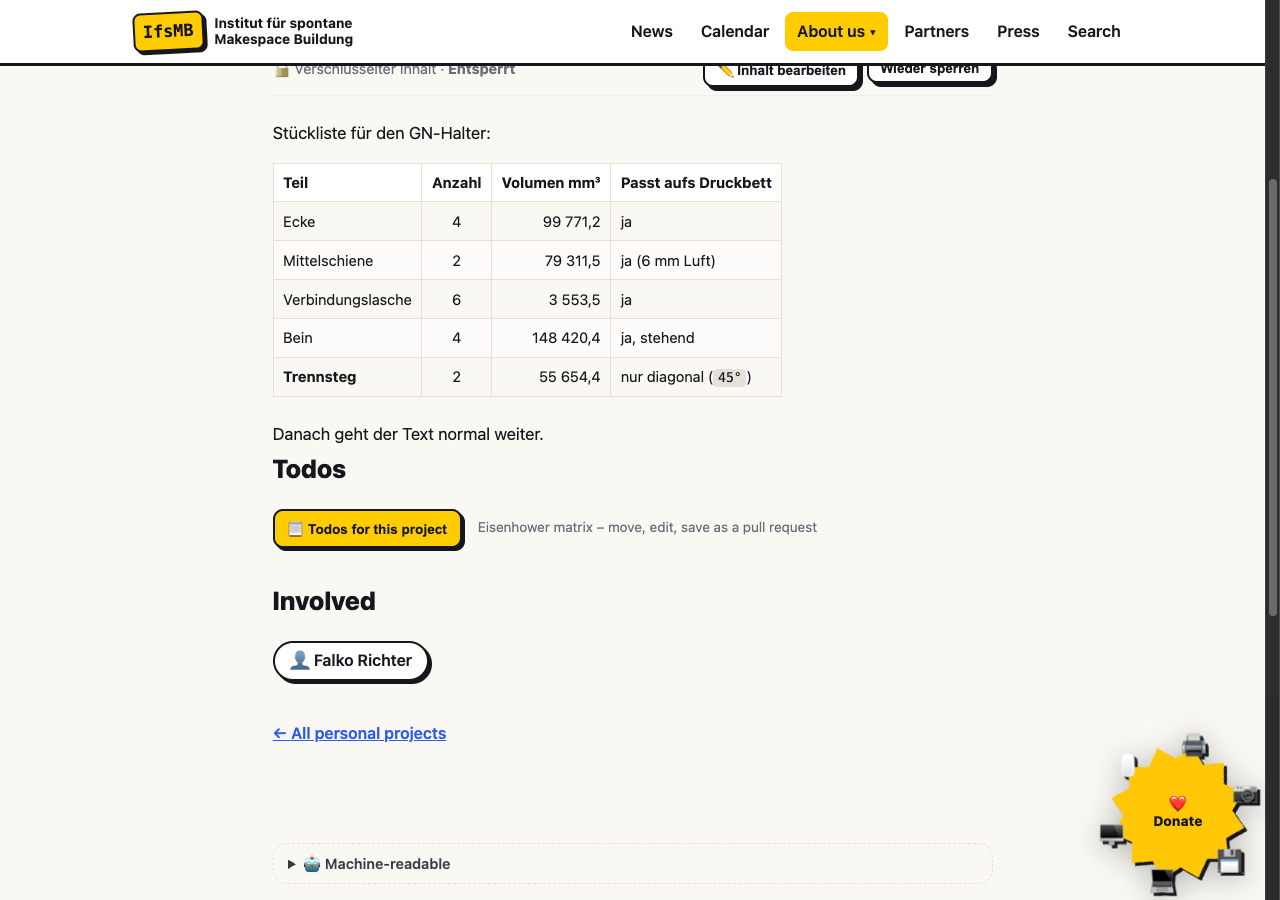 IfsMB
Institut für spontane
Makespace Buildung
News Calendar About us ▾ Partners Press Search
Verschlüsselter Inhalt · Entsperrt
Inhalt bearbeiten
Wieder sperren
Stückliste für den GN-Halter:
Teil Anzahl Volumen mm³ Passt aufs Druckbett
Ecke 4 99 771,2 ja
Mittelschiene 2 79 311,5 ja (6 mm Luft)
Verbindungslasche 6 3 553,5 ja
Bein 4 148 420,4 ja, stehend
Trennsteg 2 55 654,4 nur diagonal (45°)
Danach geht der Text normal weiter.
Todos
Todos for this project
Eisenhower matrix – move, edit, save as a pull request
Involved
Falko Richter
← All personal projects
Donate
▶ Machine-readable